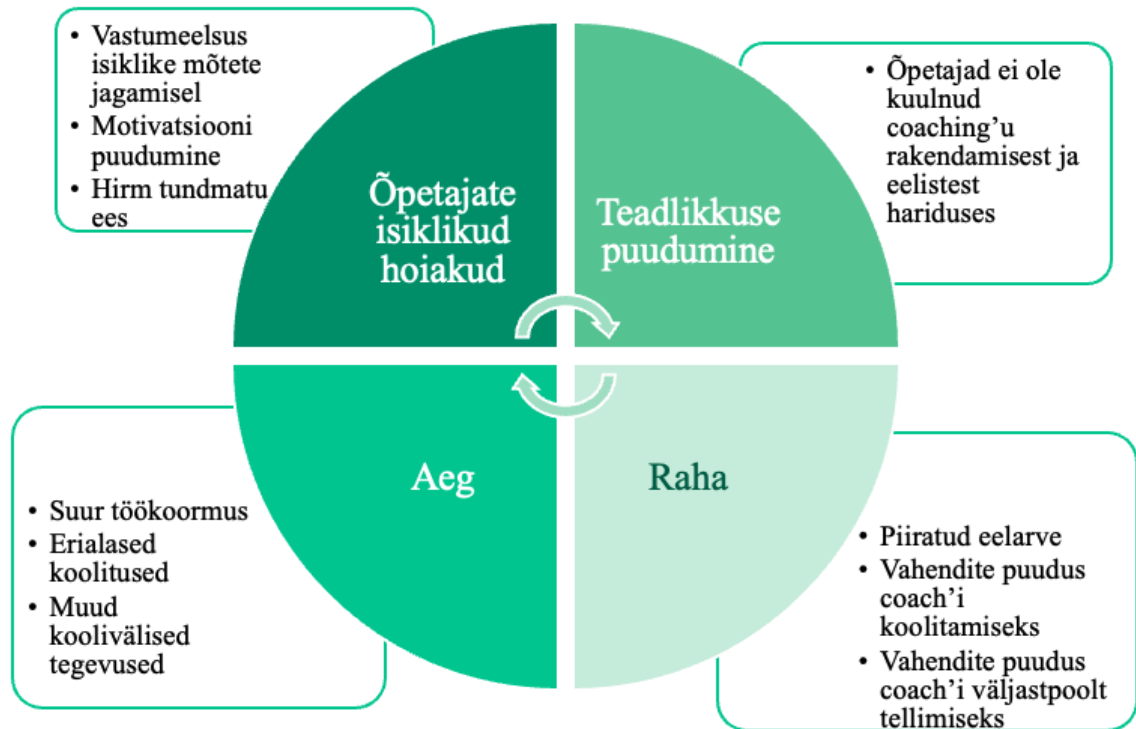 • Vastumeelsus
isiklike mõtete
jagamisel
• Motivatsiooni
puudumine
• Hirm tundmatu
ees
Õpetajate
isiklikud
hoiakud
Teadlikkuse
puudumine
• Õpetajad ei ole
kuulnud
coaching’u
rakendamisest ja
eelistest
hariduses
Aeg
Raha
• Suur töökoormus
• Erialased
koolitused
• Muud
koolivälised
tegevused
• Piiratud eelarve
• Vahendite puudus
coach’i
koolitamiseks
• Vahendite puudus
coach’i väljastpoolt
tellimiseks